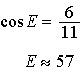 cos E = 6/11
E ≈ 57